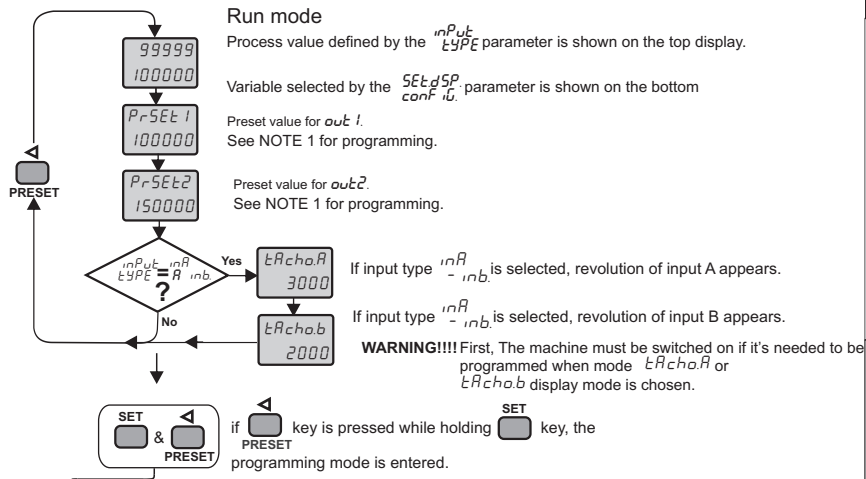 Run mode
99999
100000
Process value defined by the inPut tYPE parameter is shown on the top display.
Variable selected by the SEt.dSP. conFiG. parameter is shown on the bottom
PrSEt1
100000
Preset value for out1.
See NOTE 1 for programming.
PRESET
PrSEt2
150000
Preset value for out2.
See NOTE 1 for programming.
inPut tYPE = inA A inb.
?
Yes
No
tAcho.A
3000
If input type inA - inb. is selected, revolution of input A appears.
tAcho.b
2000
If input type inA - inb. is selected, revolution of input B appears.
WARNING!!!! First, The machine must be switched on if it's needed to be
programmed when mode tAcho.A or
tAcho.b display mode is chosen.
SET & PRESET
if PRESET key is pressed while holding SET key, the
programming mode is entered.